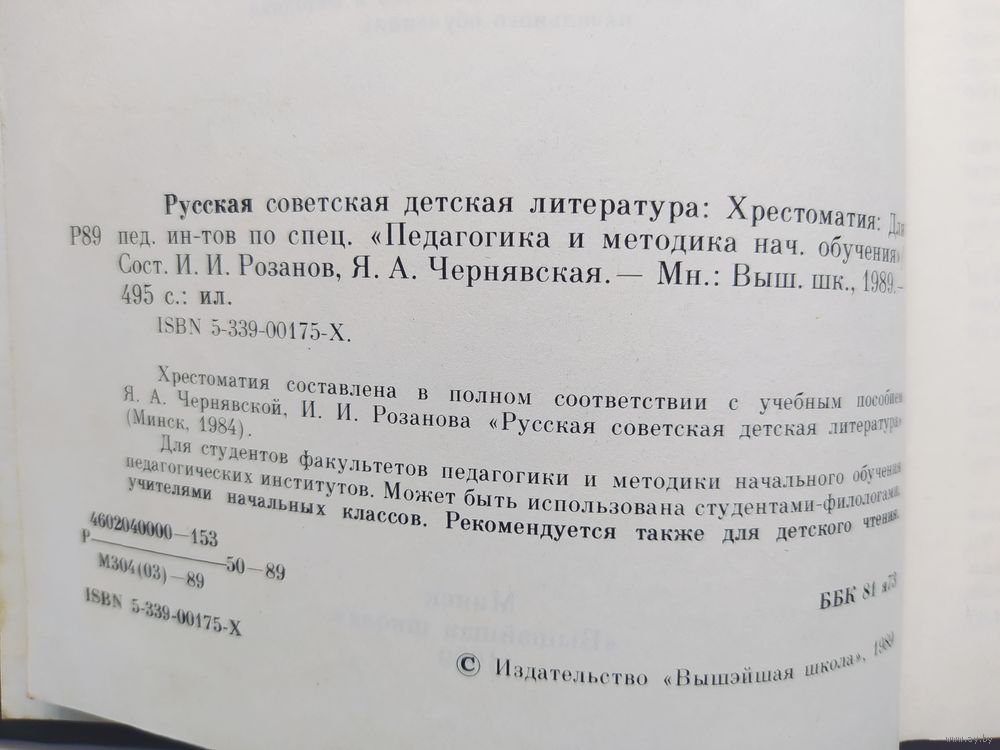 Русская советская детская литература: Хрестоматия: Для
Р89 пед. ин-тов по спец. «Педагогика и методика нач. обучения»/
Сост. И. И. Розанов, Я. А. Чернявская.— Мн.: Выш. шк., 1989.—
495 с.: ил.
ISBN 5-339-00175-X.
Хрестоматия составлена в полном соответствии с учебным пособием
Я. А. Чернявской, И. И. Розанова «Русская советская детская литература»
(Минск, 1984).
Для студентов факультетов педагогики и методики начального обучения
педагогических институтов. Может быть использована студентами-филологами,
учителями начальных классов. Рекомендуется также для детского чтения.
4602040000—153
Р———50—89
М304(03)—89
ББК 81 я73
ISBN 5-339-00175-X
© Издательство «Вышэйшая школа», 1989
www.ay.by